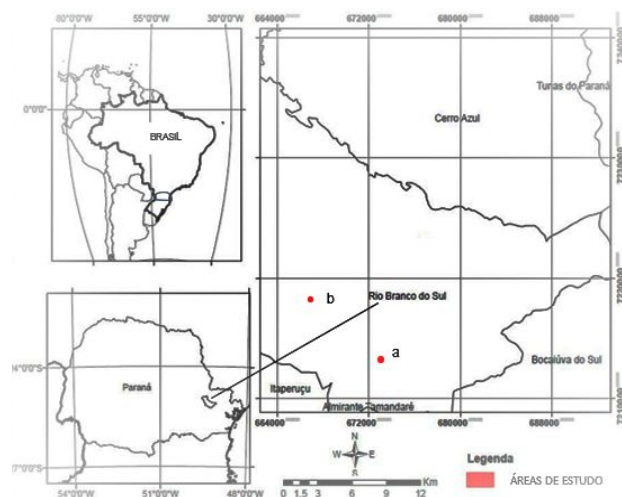 80°0'0"W 55°0'0"W 30°0'0"W
0°0'0"
BRASIL
664000 672000 680000 688000
Tunas do Paraná
Cerro Azul
Rio Branco do Sul
b
a
Bocaiúva do Sul
Itaperuçu
Almirante Tamandaré
664000 672000 680000 688000
7220000
7210000
Paraná
54°0'0"W 51°0'0"W 48°0'0"W
N
W E
S
Km
0 1.5 3 6 9 12
Legenda
ÁREAS DE ESTUDO